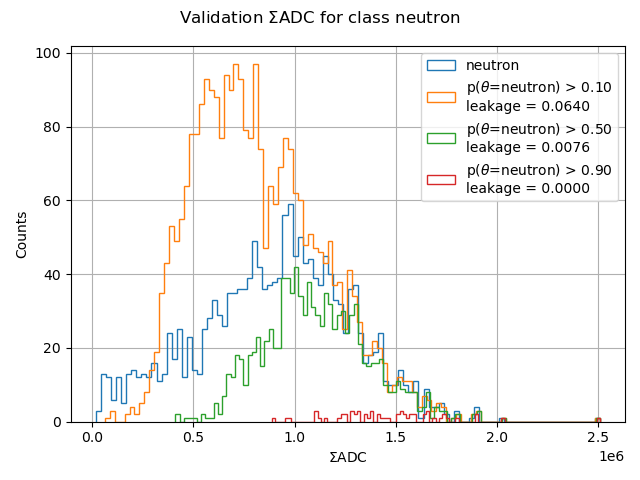 Validation ΣADC for class neutron
100
80
60
40
20
0
Counts
neutron
p(θ=neutron) > 0.10
leakage = 0.0640
p(θ=neutron) > 0.50
leakage = 0.0076
p(θ=neutron) > 0.90
leakage = 0.0000
0.0 0.5 1.0 1.5 2.0 2.5
1e6
ΣADC